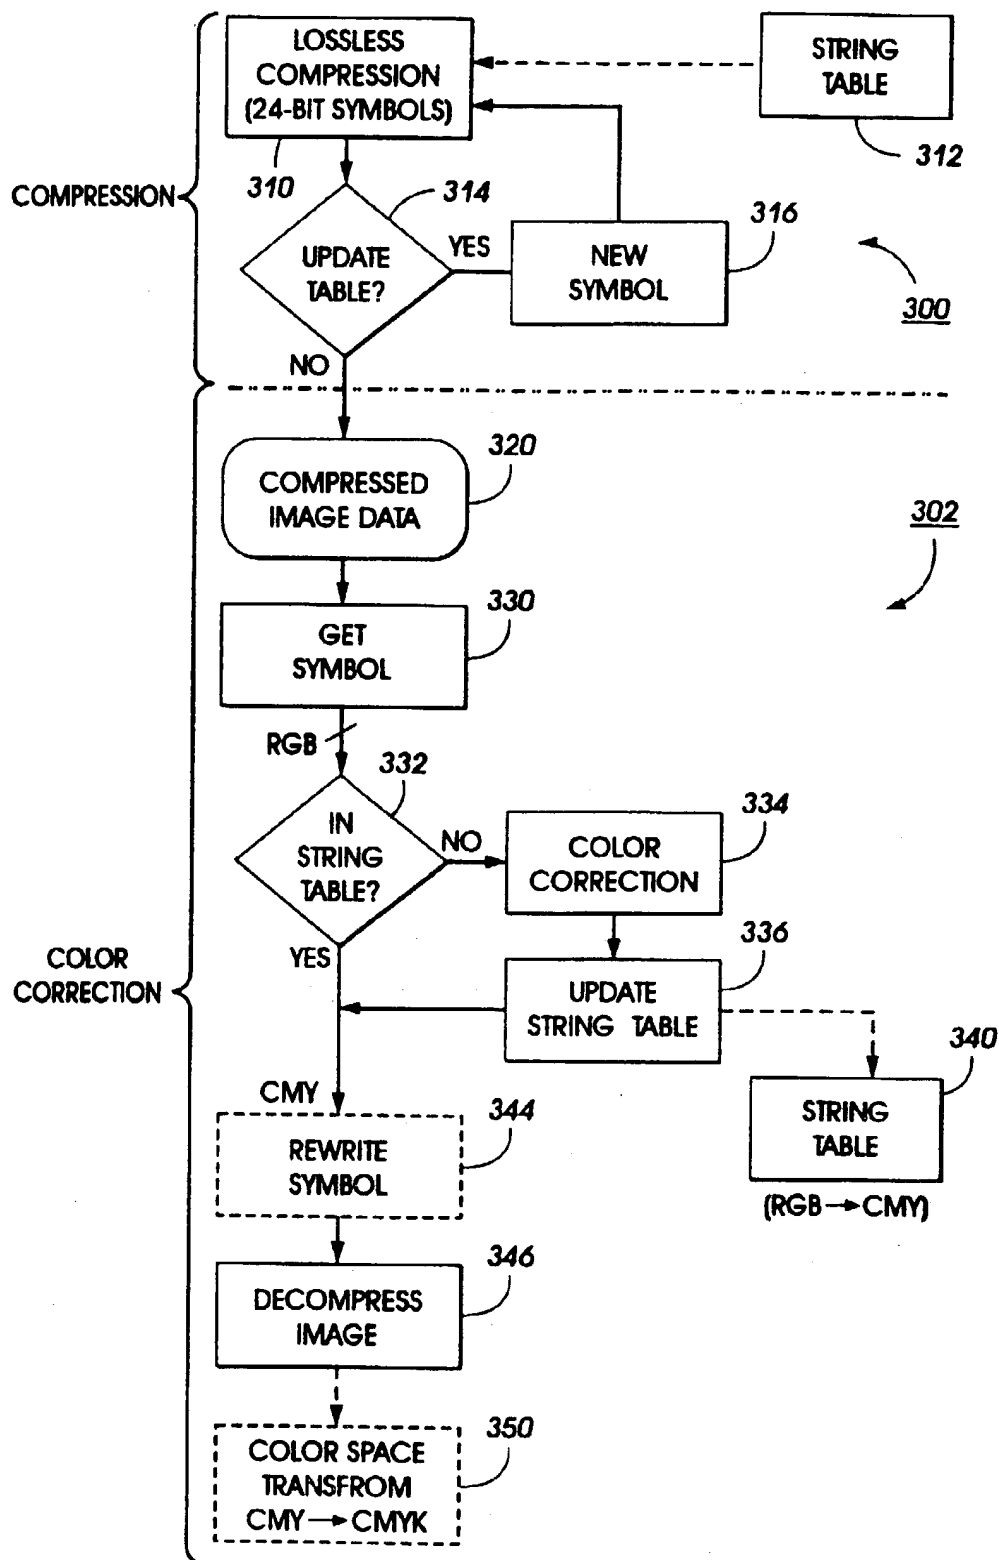 LOSSLESS
COMPRESSION
(24-BIT SYMBOLS)
STRING
TABLE
310
312
COMPRESSION
314
UPDATE
TABLE?
YES
NEW
SYMBOL
316
300
NO
320
COMPRESSED
IMAGE DATA
302
330
GET
SYMBOL
RGB
332
IN
STRING
TABLE?
NO
334
COLOR
CORRECTION
YES
336
COLOR
CORRECTION
UPDATE
STRING TABLE
340
CMY
344
REWRITE
SYMBOL
STRING
TABLE
(RGB→CMY)
346
DECOMPRESS
IMAGE
350
COLOR SPACE
TRANSFROM
CMY→CMYK